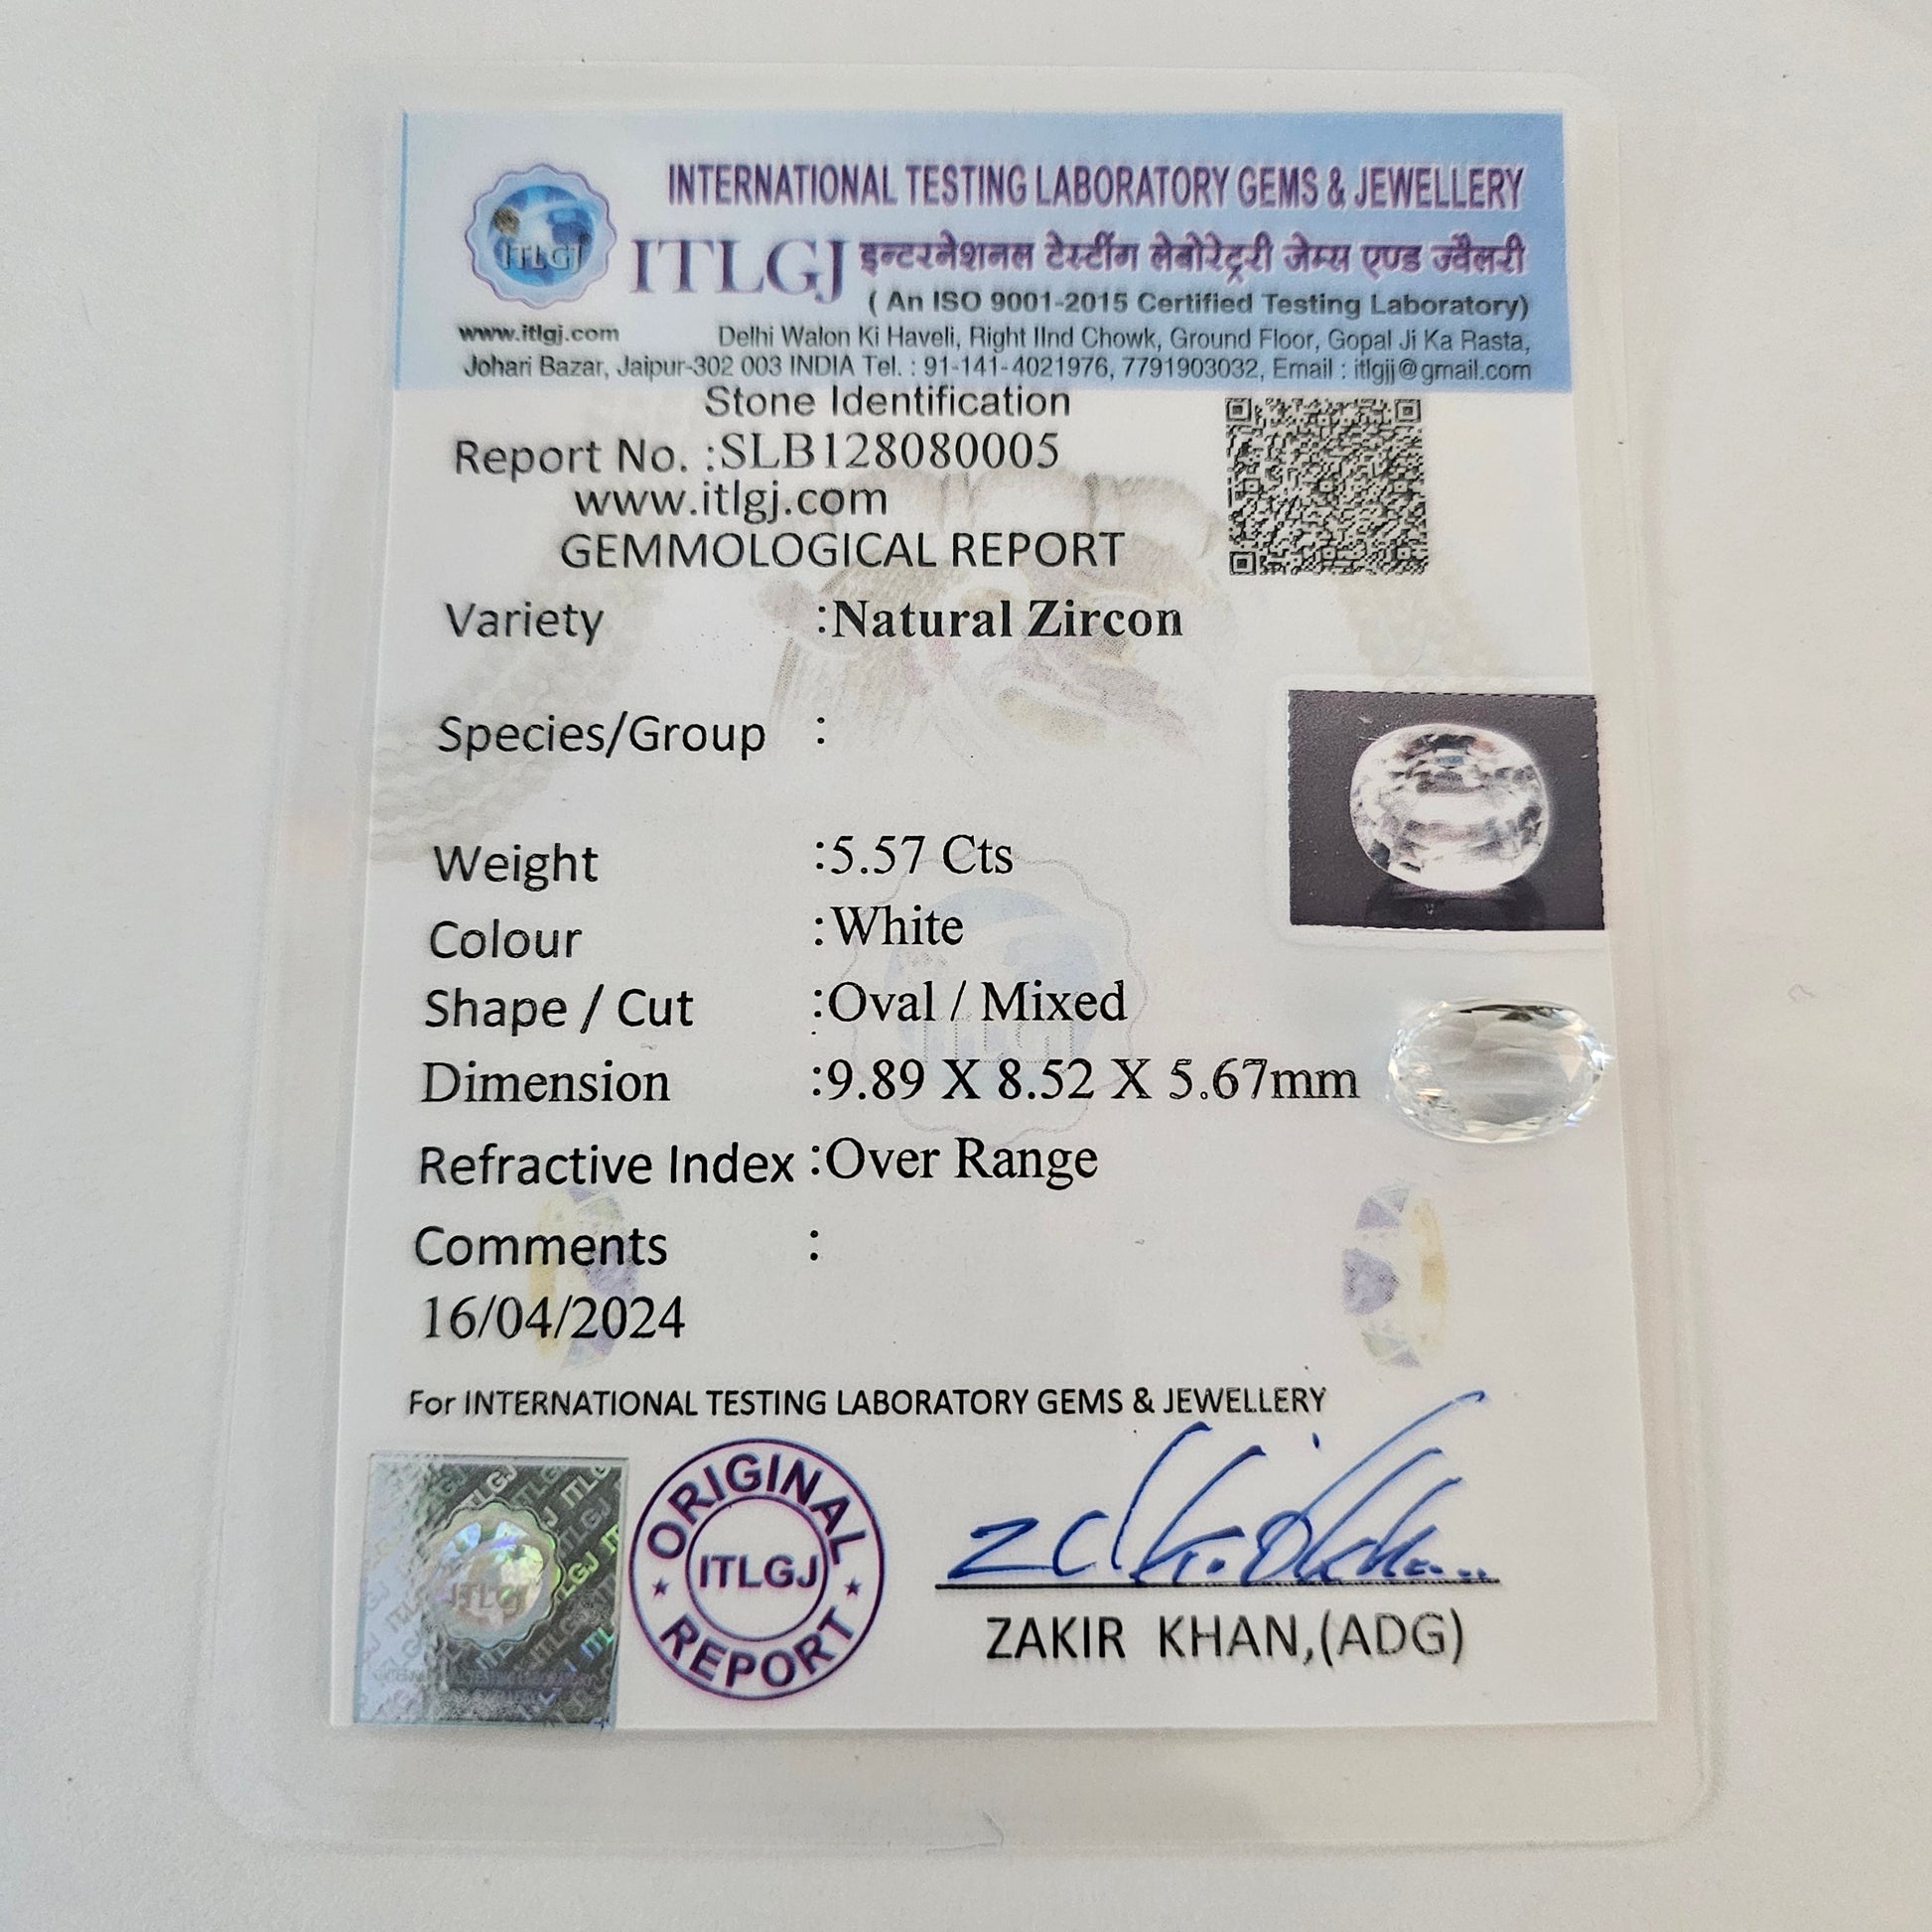 INTERNATIONAL TESTING LABORATORY GEMS & JEWELLERY
ITLGJ
ITLGJ इन्टरनेशनल टेस्टींग लेबोरेट्ररी जेम्स एण्ड ज्वैलरी
( An ISO 9001-2015 Certified Testing Laboratory)
www.itlgj.com Delhi Walon Ki Haveli, Right IInd Chowk, Ground Floor, Gopal Ji Ka Rasta,
Johari Bazar, Jaipur-302 003 INDIA Tel. : 91-141-4021976, 7791903032, Email : itlgjj@gmail.com
Stone Identification
Report No. :SLB128080005
www.itlgj.com
GEMMOLOGICAL REPORT
Variety :Natural Zircon
Species/Group :
Weight :5.57 Cts
Colour :White
Shape / Cut :Oval / Mixed
Dimension :9.89 X 8.52 X 5.67mm
Refractive Index :Over Range
Comments :
16/04/2024
For INTERNATIONAL TESTING LABORATORY GEMS & JEWELLERY
ITLGJ
ORIGINAL
ITLGJ
REPORT
ZAKIR KHAN,(ADG)